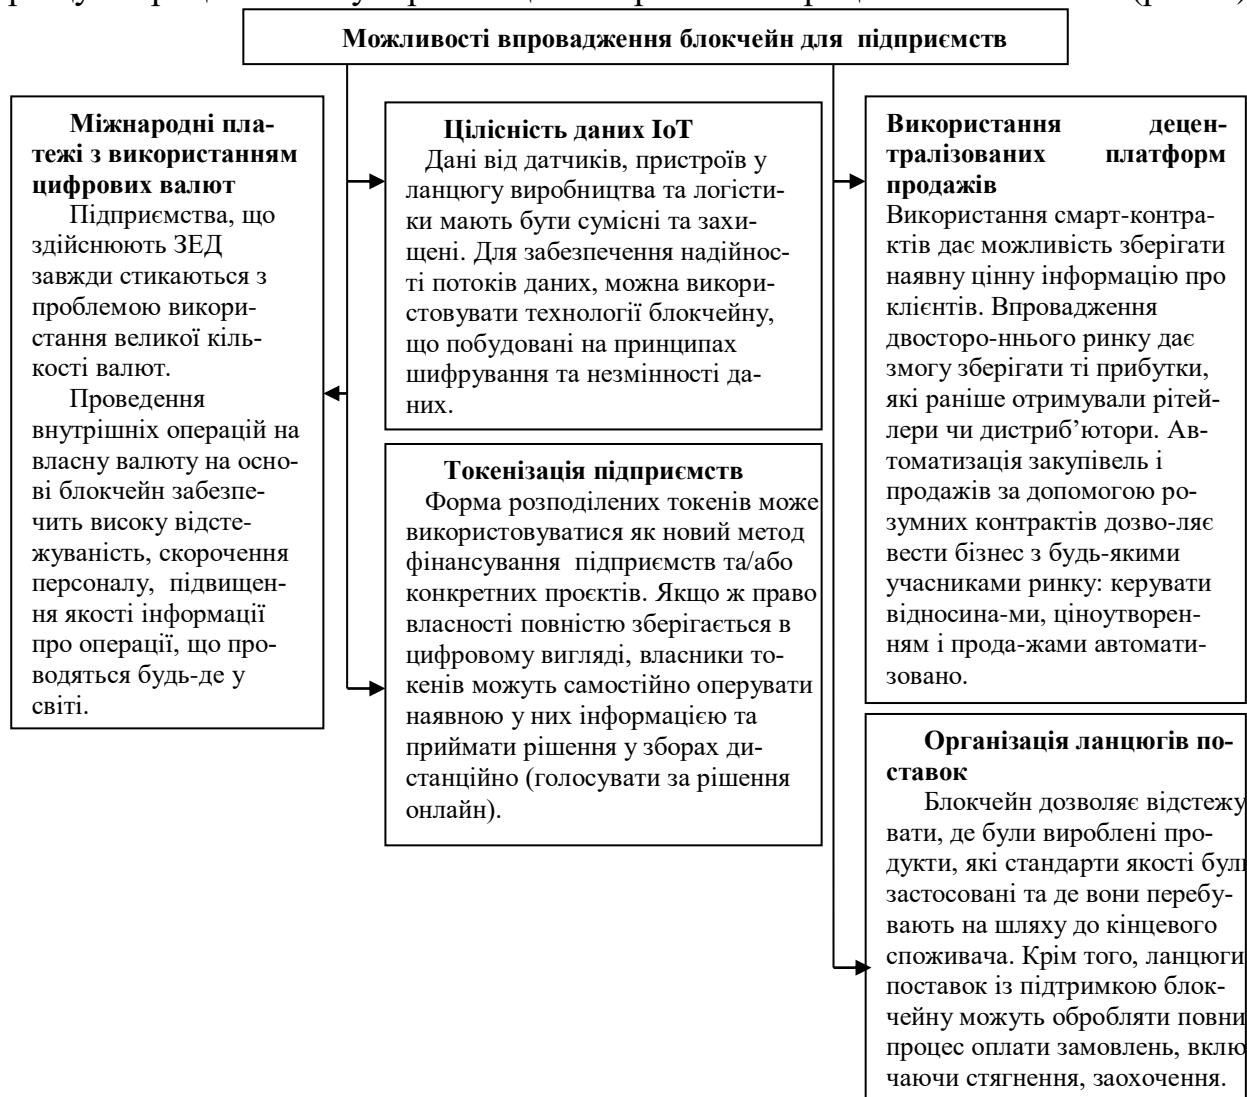 Можливості впровадження блокчейн для підприємств
Міжнародні пла-
тежі з використанням
цифрових валют
Підприємства, що
здійснюють ЗЕД
завжди стикаються з
проблемою викори-
стання великої кіль-
кості валют.
Проведення
внутрішніх операцій на
власну валюту на осно-
ві блокчейн забезпе-
чить високу відсте-
жуваність, скорочення
персоналу, підвищен-
ня якості інформації
про операції, що про-
водяться будь-де у
світі.
Цілісність даних IoT
Дані від датчиків, пристроїв у
ланцюгу виробництва та логісти-
ки мають бути сумісні та захи-
щені. Для забезпечення надійнос-
ті потоків даних, можна викори-
стовувати технології блокчейну,
що побудовані на принципах
шифрування та незмінності да-
них.
Токенізація підприємств
Форма розподілених токенів може
використовуватися як новий метод
фінансування підприємств та/або
конкретних проєктів. Якщо ж право
власності повністю зберігається в
цифровому вигляді, власники то-
кенів можуть самостійно оперувати
наявною у них інформацією та
приймати рішення у зборах ди-
станційно (голосувати за рішення
онлайн).
Використання децен-
тралізованих платформ
продажів
Використання смарт-контра-
ктів дає можливість зберігати
наявну цінну інформацію про
клієнтів. Впровадження
двосторо-ннього ринку дає
змогу зберігати ті прибутки,
які раніше отримували рітей-
лери чи дистриб’ютори. Ав-
томатизація закупівель і
продажів за допомогою ро-
зумних контрактів дозво-ляє
вести бізнес з будь-якими
учасниками ринку: керувати
відносина-ми, ціноутворен-
ням і прода-жами автомати-
зовано.
Організація ланцюгів по-
ставок
Блокчейн дозволяє відстежу
вати, де були вироблені про-
дукти, які стандарти якості
застосовані та де вони перебу-
вають на шляху до кінцевого
споживача. Крім того, ланцюги
поставок із підтримкою блок-
чейну можуть обробляти
процес оплати замовлень, вклю
чаючи стягнення, заохочення.